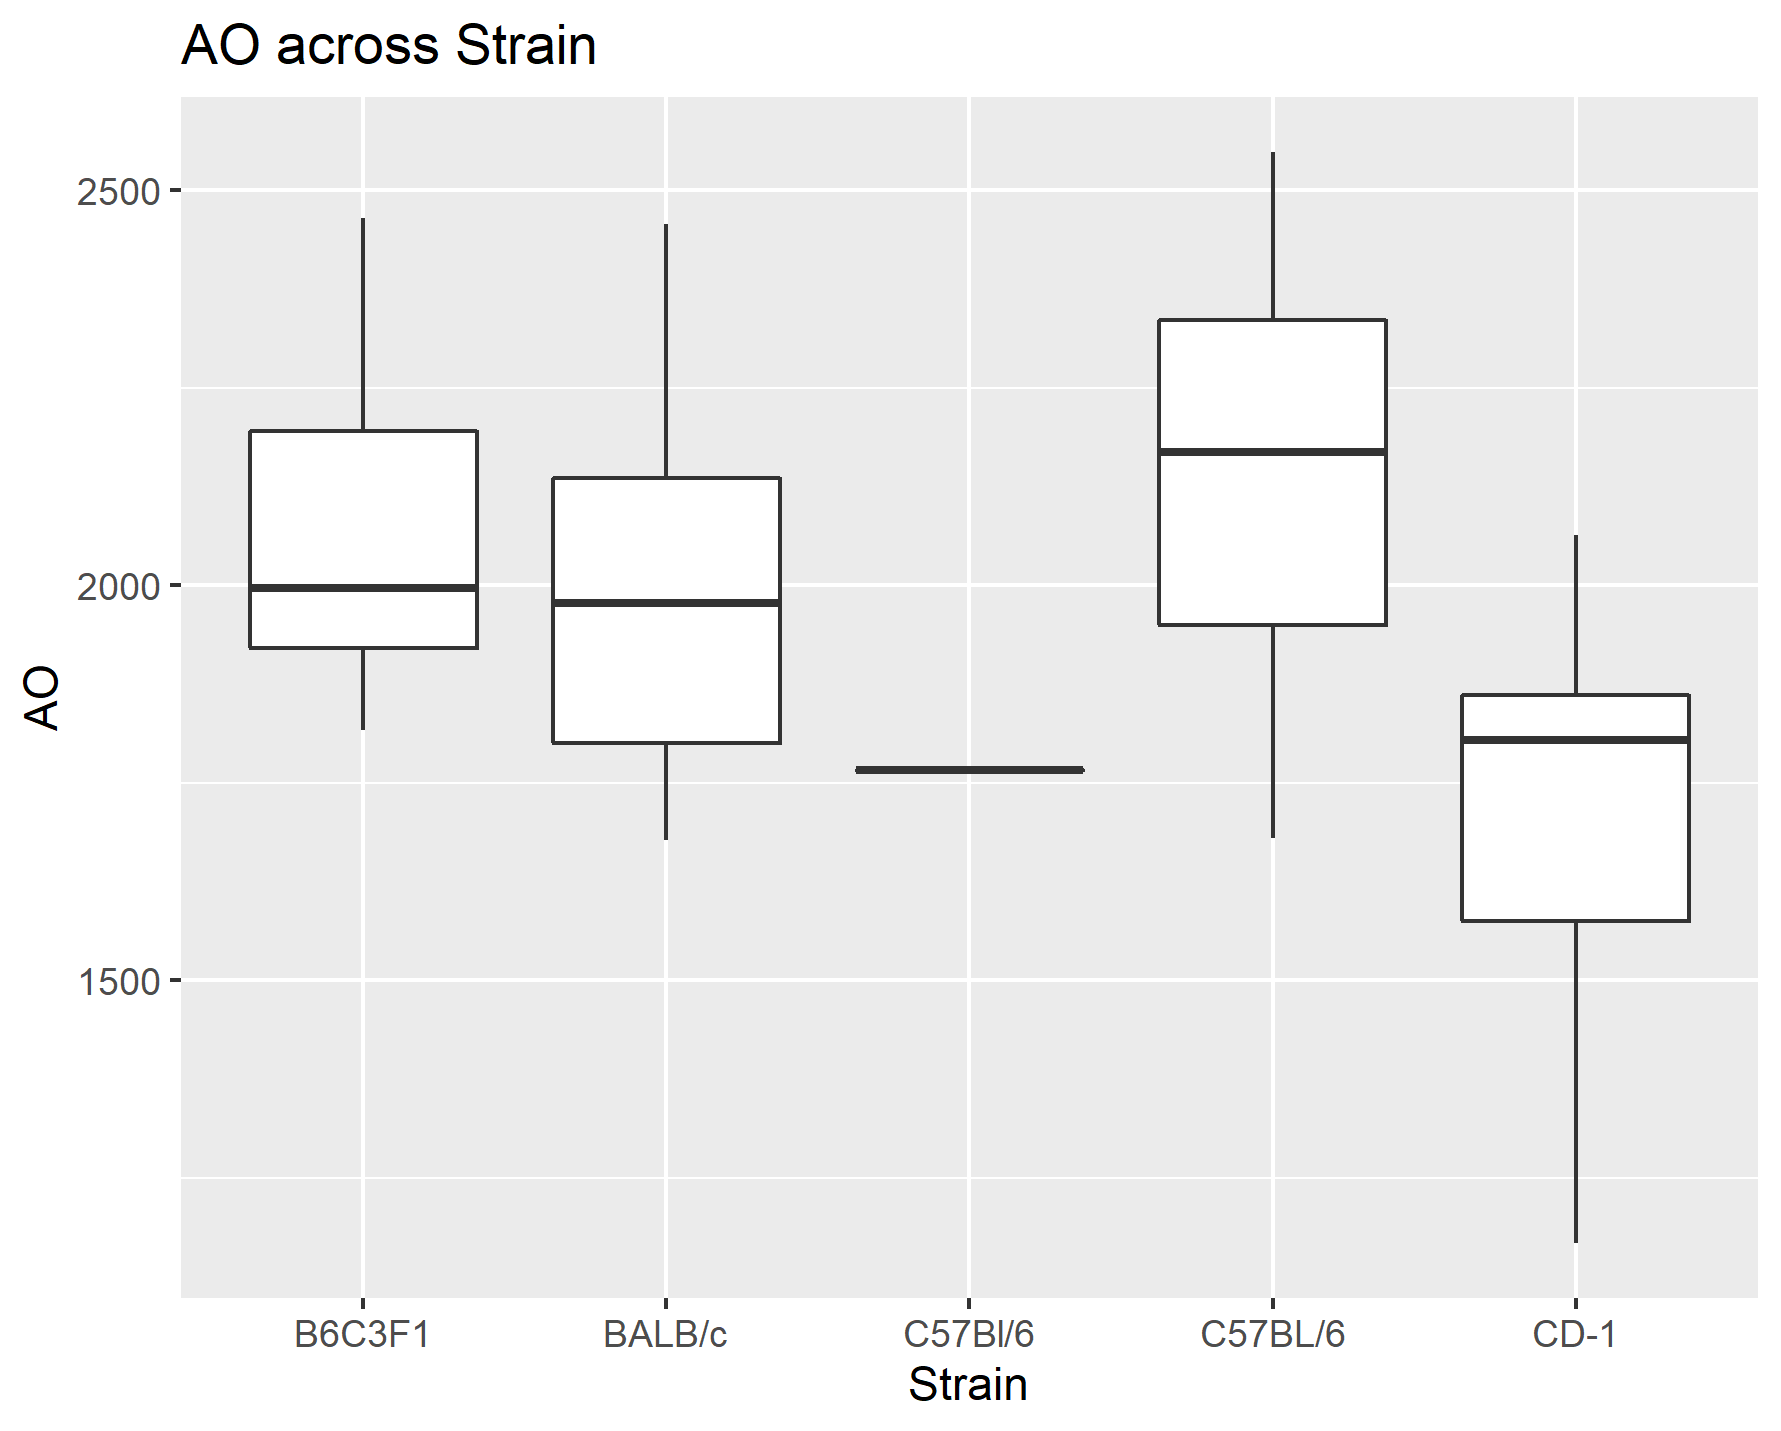 AO across Strain
2500
2000
1500
AO
B6C3F1 BALB/c C57Bl/6 C57BL/6 CD-1
Strain